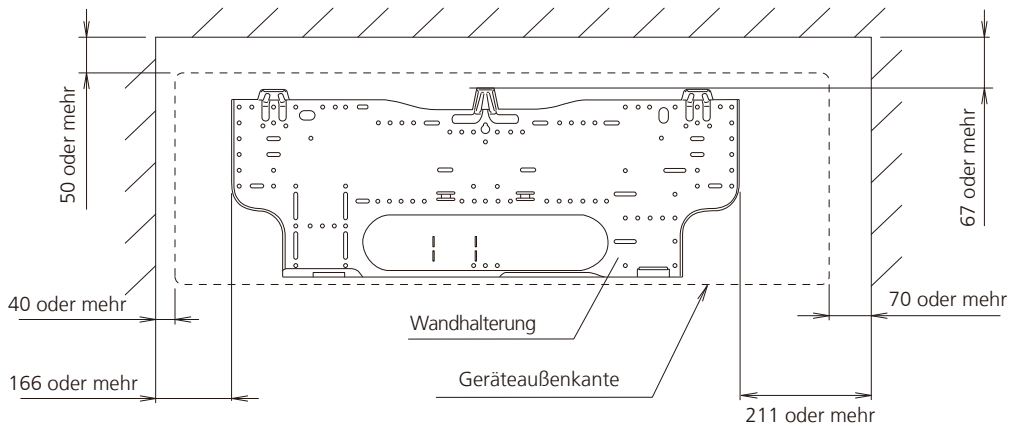 50 oder mehr
67 oder mehr
40 oder mehr
70 oder mehr
Wandhalterung
166 oder mehr
Geräteaußenkante
211 oder mehr